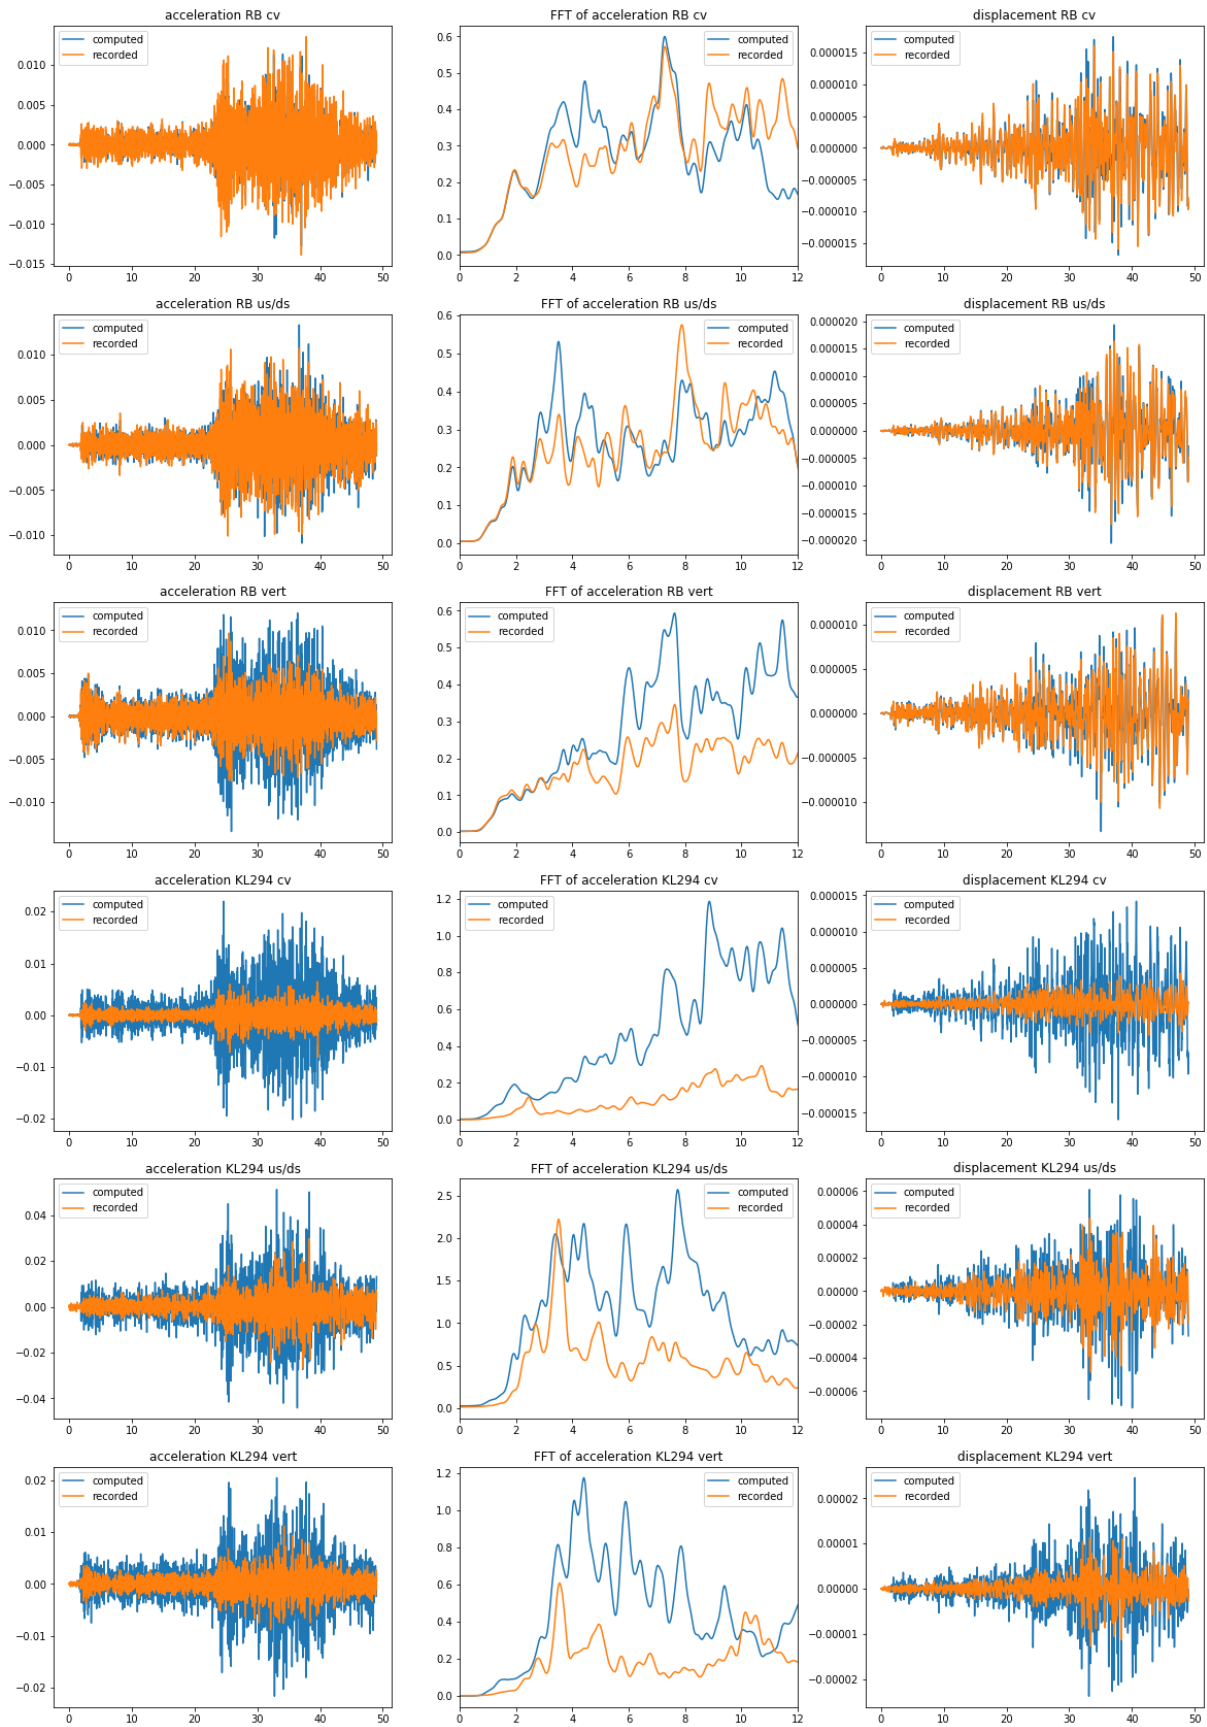 acceleration RB cv
computed
recorded
0.010
0.005
0.000
−0.005
−0.010
−0.015
0 10 20 30 40 50
FFT of acceleration RB cv
computed
recorded
0.6
0.5
0.4
0.3
0.2
0.1
0.0
0 2 4 6 8 10 12
displacement RB cv
computed
recorded
0.000015
0.000010
0.000005
0.000000
−0.000005
−0.000010
−0.000015
0 10 20 30 40 50
acceleration RB us/ds
computed
recorded
0.010
0.005
0.000
−0.005
−0.010
0 10 20 30 40 50
FFT of acceleration RB us/ds
computed
recorded
0.6
0.5
0.4
0.3
0.2
0.1
0.0
0 2 4 6 8 10 12
displacement RB us/ds
computed
recorded
0.000020
0.000015
0.000010
0.000005
0.000000
−0.000005
−0.000010
−0.000015
−0.000020
0 10 20 30 40 50
acceleration RB vert
computed
recorded
0.010
0.005
0.000
−0.005
−0.010
0 10 20 30 40 50
FFT of acceleration RB vert
computed
recorded
0.6
0.5
0.4
0.3
0.2
0.1
0.0
0 2 4 6 8 10 12
displacement RB vert
computed
recorded
0.000010
0.000005
0.000000
−0.000005
−0.000010
0 10 20 30 40 50
acceleration KL294 cv
computed
recorded
0.02
0.01
0.00
−0.01
−0.02
0 10 20 30 40 50
FFT of acceleration KL294 cv
computed
recorded
1.2
1.0
0.8
0.6
0.4
0.2
0.0
0 2 4 6 8 10 12
displacement KL294 cv
computed
recorded
0.000015
0.000010
0.000005
0.000000
−0.000005
−0.000010
−0.000015
0 10 20 30 40 50
acceleration KL294 us/ds
computed
recorded
0.04
0.02
0.00
−0.02
−0.04
0 10 20 30 40 50
FFT of acceleration KL294 us/ds
computed
recorded
2.5
2.0
1.5
1.0
0.5
0.0
0 2 4 6 8 10 12
displacement KL294 us/ds
computed
recorded
0.00006
0.00004
0.00002
0.00000
−0.00002
−0.00004
−0.00006
0 10 20 30 40 50
acceleration KL294 vert
computed
recorded
0.02
0.01
0.00
−0.01
−0.02
0 10 20 30 40 50
FFT of acceleration KL294 vert
computed
recorded
1.2
1.0
0.8
0.6
0.4
0.2
0.0
0 2 4 6 8 10 12
displacement KL294 vert
computed
recorded
0.00002
0.00001
0.00000
−0.00001
−0.00002
0 10 20 30 40 50